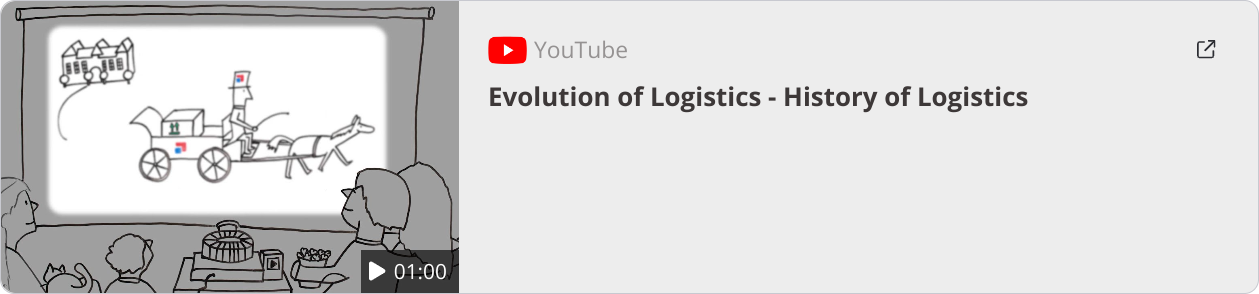 YouTube
Evolution of Logistics - History of Logistics
01:00